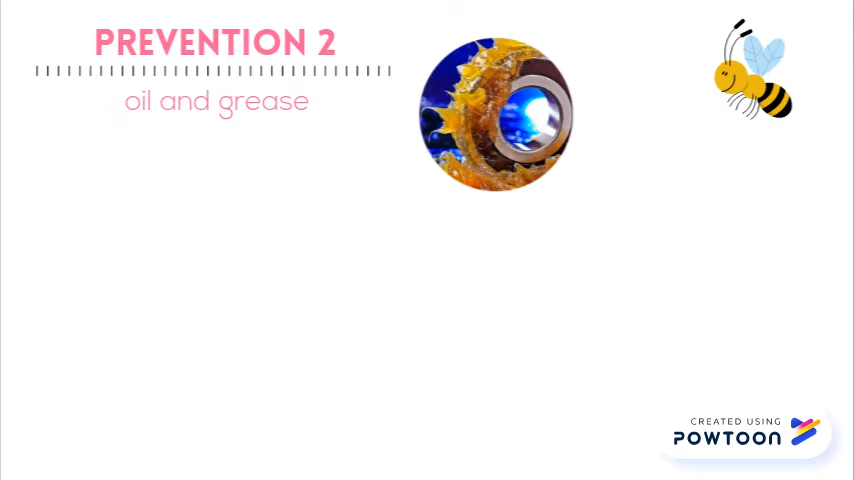 PREVENTION 2
oil and grease
CREATED USING
POWTOON